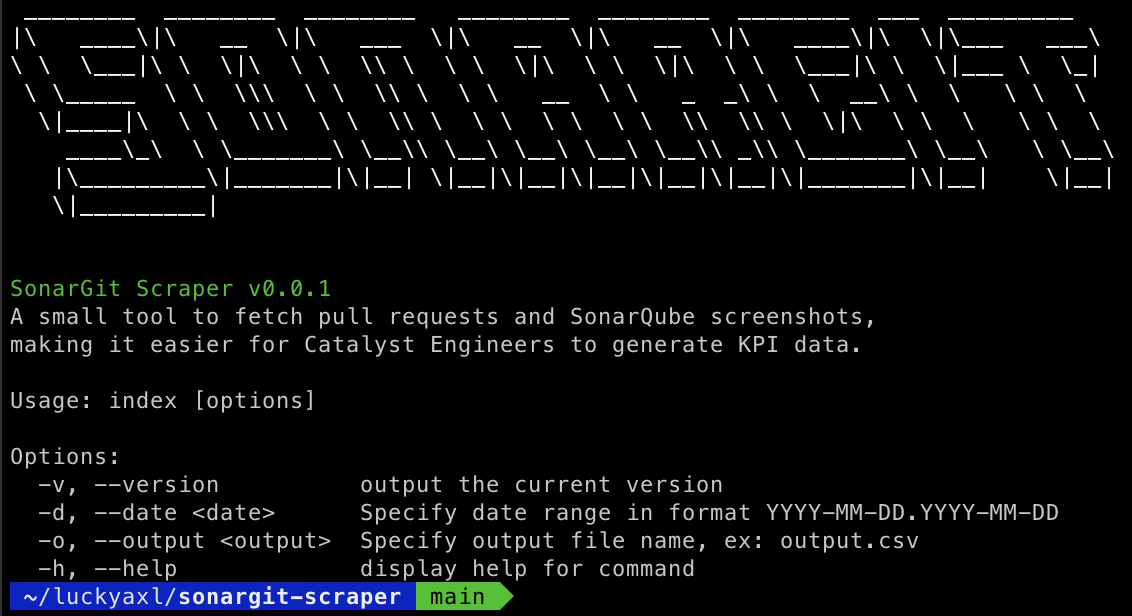 SONARGIT
SonarGit Scraper v0.0.1
A small tool to fetch pull requests and SonarQube screenshots,
making it easier for Catalyst Engineers to generate KPI data.
Usage: index [options]
Options:
-v, --version output the current version
-d, --date <date> Specify date range in format YYYY-MM-DD.YYYY-MM-DD
-o, --output <output> Specify output file name, ex: output.csv
-h, --help display help for command
~/luckyaxl/sonargit-scraper main